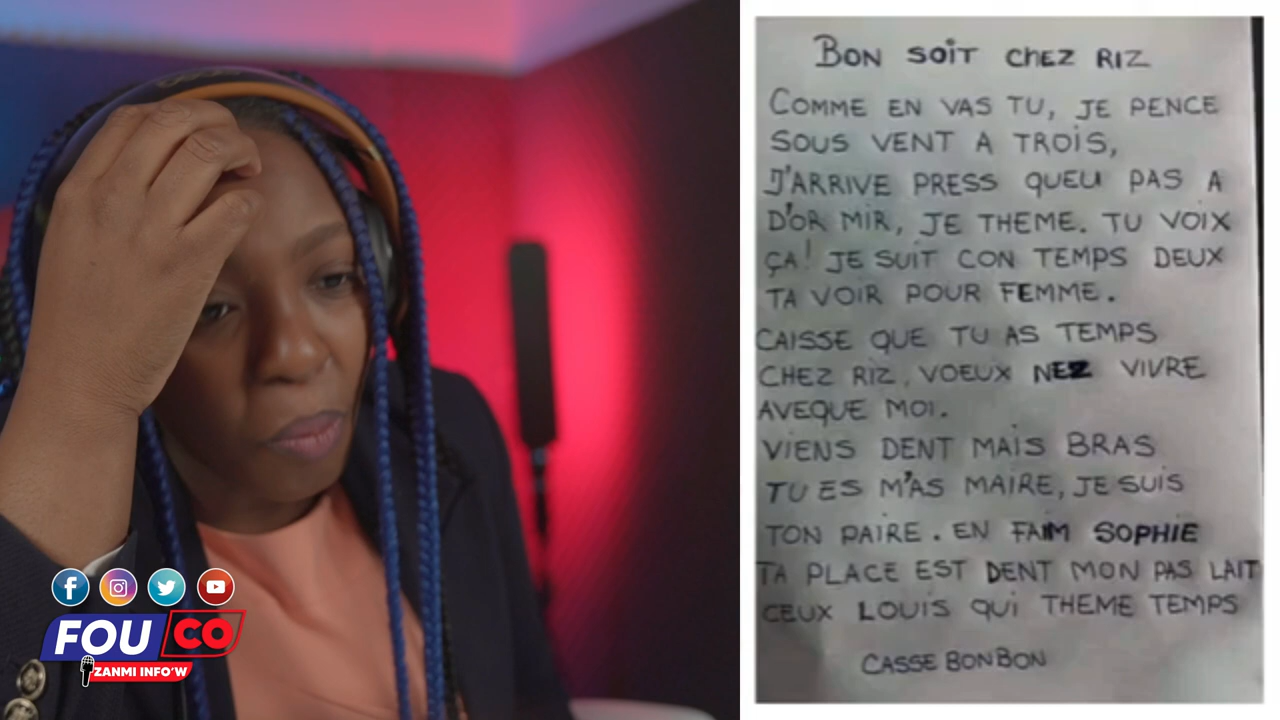 FOU CO
ZANMI INFO'W
BON SOIT CHEZ RIZ
COMME EN VAS TU, JE PENCE
SOUS VENT A TROIS,
J'ARRIVE PRESS QUEU PAS A
D'OR MIR, JE THEME. TU VOIX
ÇA! JE SUIT CON TEMPS DEUX
TA VOIR POUR FEMME.
CAISSE QUE TU AS TEMPS
CHEZ RIZ, VOEUX NEZ VIVRE
AVEQUE MOI.
VIENS DENT MAIS BRAS
TU ES M'AS MAIRE, JE SUIS
TON PAIRE. EN FAIM SOPHIE
TA PLACE EST DENT MON PAS LAIT
CEUX LOUIS QUI THEME TEMPS
CASSE BONBON